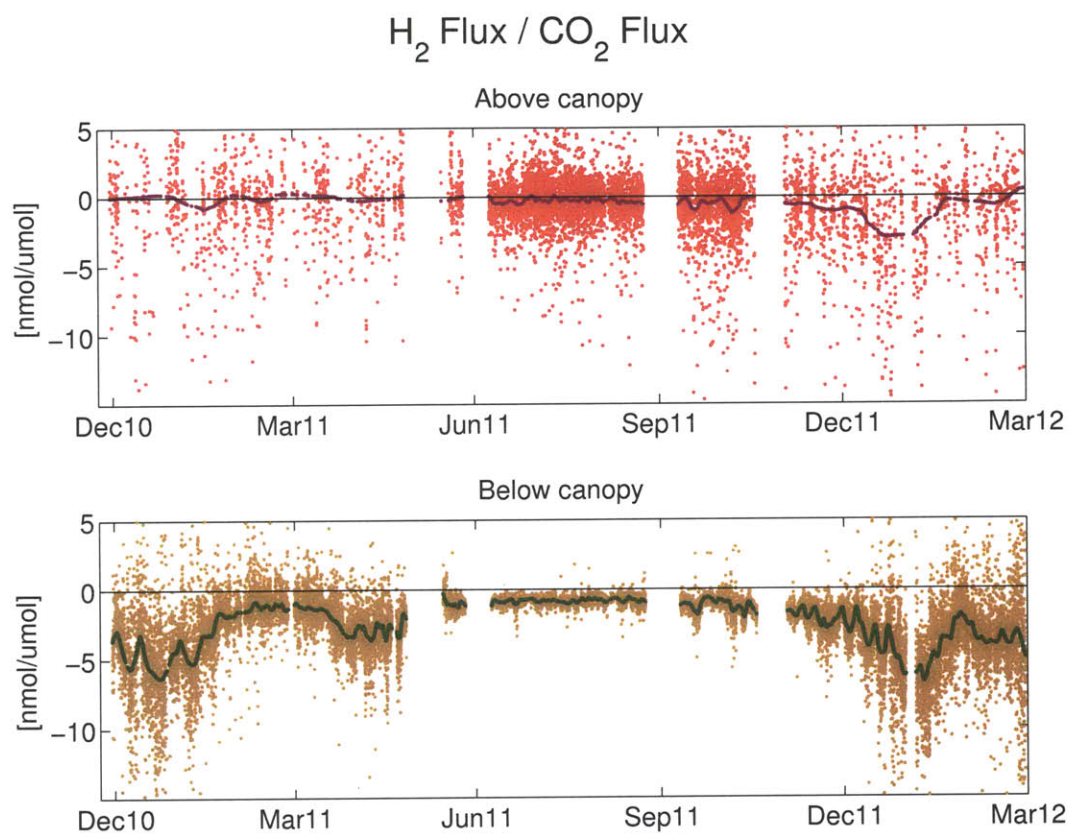 H2 Flux / CO2 Flux
Above canopy
5
0
−5
−10
[nmol/umol]
Dec10 Mar11 Jun11 Sep11 Dec11 Mar12
Below canopy
5
0
−5
−10
[nmol/umol]
Dec10 Mar11 Jun11 Sep11 Dec11 Mar12